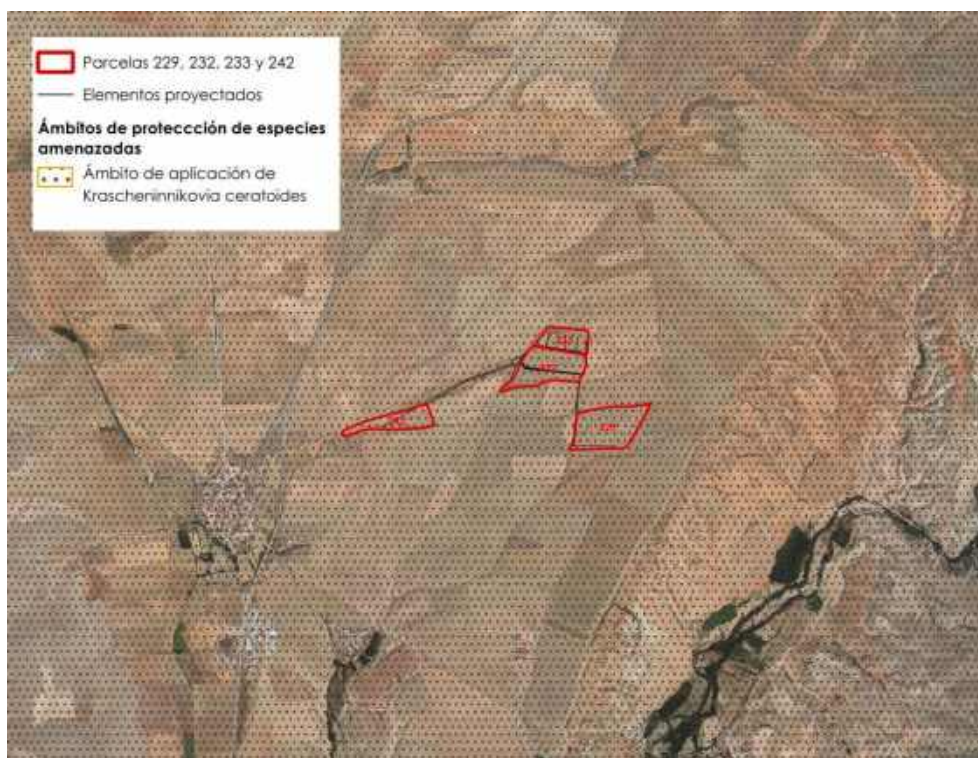 Parcelas 229, 232, 233 y 242
Elementos proyectados
Ámbitos de proteccción de especies
amenazadas
Ámbito de aplicación de
Krascheninnikovia ceratoides
229